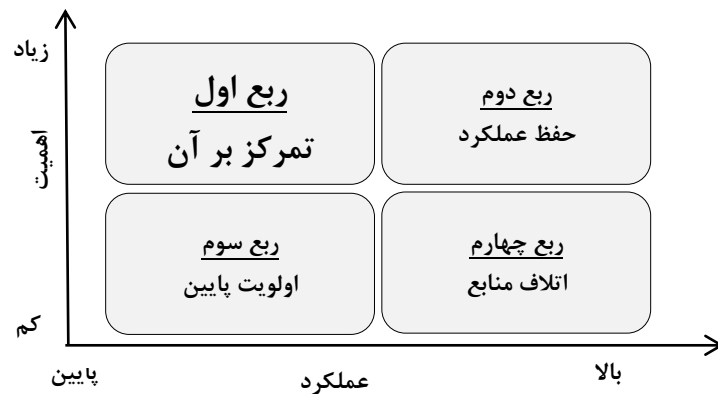 زیاد
ربع اول
تمرکز بر آن
ربع دوم
حفظ عملکرد
اهمیت
ربع سوم
اولویت پایین
ربع چهارم
اتلاف منابع
کم
پایین
عملکرد
بالا